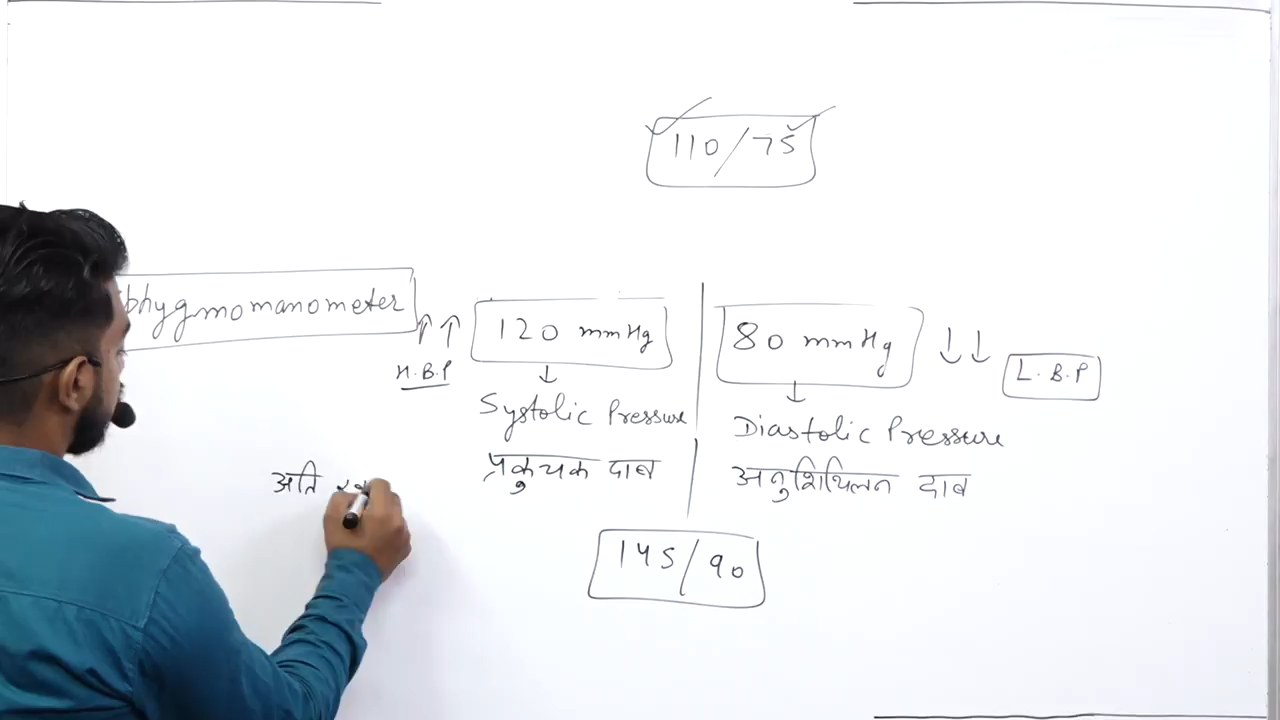 110/75
bhygmomanometer
120 mmHg
80 mmHg
H.B.P
L.B.P
Systolic Pressure
Diastolic Pressure
प्रकुचक दाब
अनुशिथिलन दाब
अति
145/90